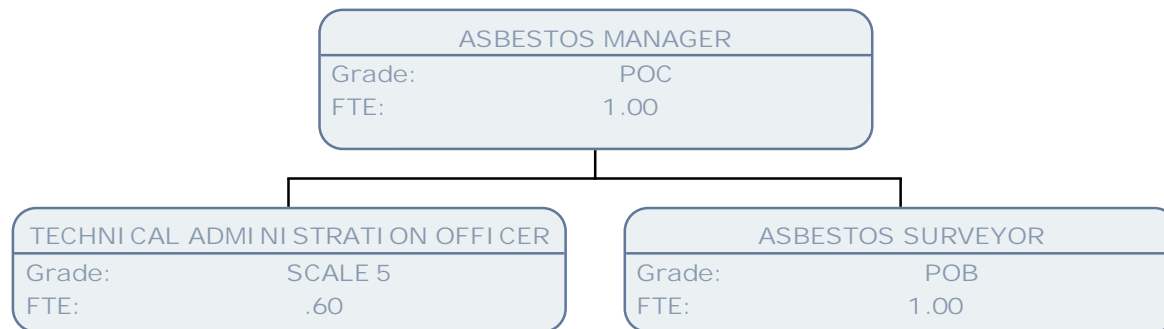 ASBESTOS MANAGER
Grade: POC
FTE: 1.00
TECHNICAL ADMINISTRATION OFFICER
Grade: SCALE 5
FTE: .60
ASBESTOS SURVEYOR
Grade: POB
FTE: 1.00